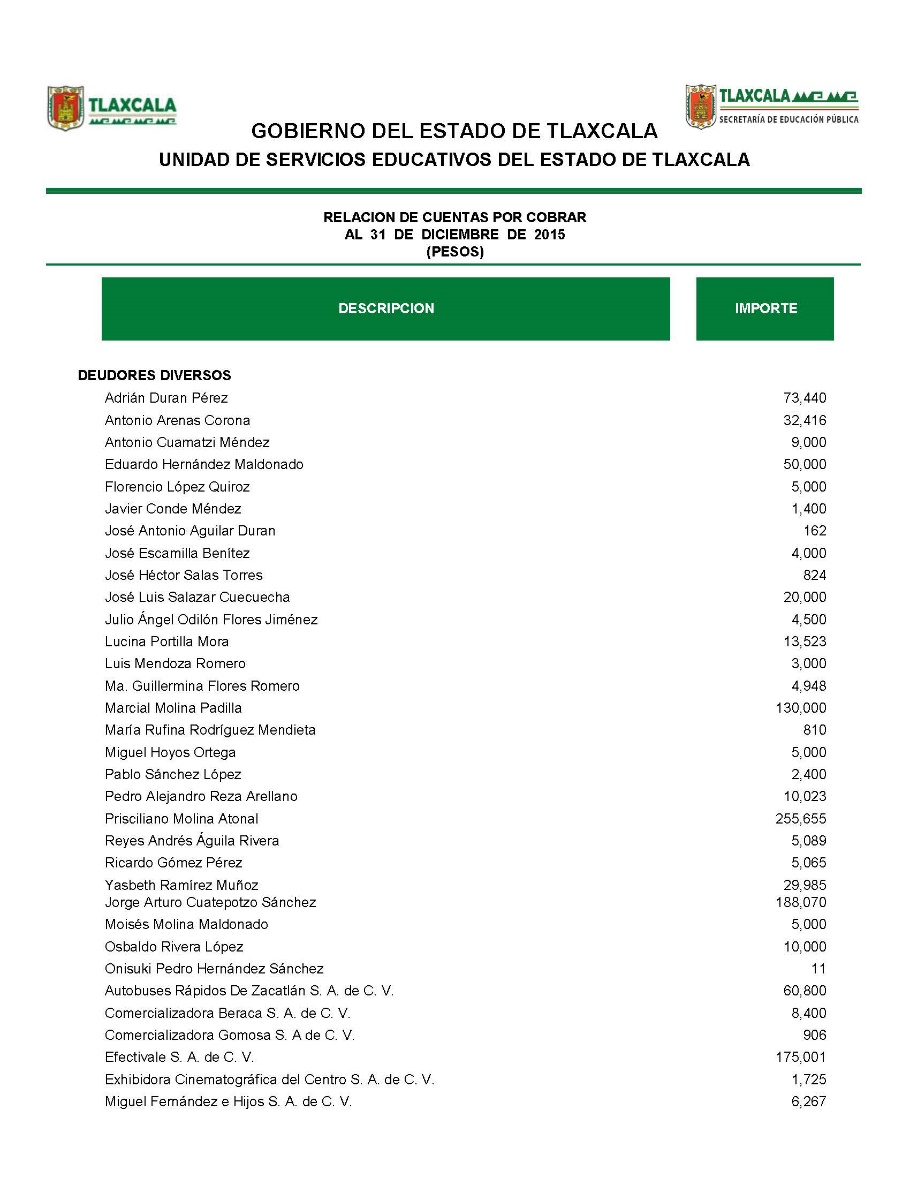 TLAXCALA
TLAXCALA
SECRETARÍA DE EDUCACIÓN PÚBLICA
GOBIERNO DEL ESTADO DE TLAXCALA
UNIDAD DE SERVICIOS EDUCATIVOS DEL ESTADO DE TLAXCALA
RELACION DE CUENTAS POR COBRAR
AL 31 DE DICIEMBRE DE 2015
(PESOS)
DESCRIPCION IMPORTE
DEUDORES DIVERSOS
Adrián Duran Pérez 73,440
Antonio Arenas Corona 32,416
Antonio Cuamatzi Méndez 9,000
Eduardo Hernández Maldonado 50,000
Florencio López Quiroz 5,000
Javier Conde Méndez 1,400
José Antonio Aguilar Duran 162
José Escamilla Benítez 4,000
José Héctor Salas Torres 824
José Luis Salazar Cuecuecha 20,000
Julio Ángel Odilón Flores Jiménez 4,500
Lucina Portilla Mora 13,523
Luis Mendoza Romero 3,000
Ma. Guillermina Flores Romero 4,948
Marcial Molina Padilla 130,000
María Rufina Rodríguez Mendieta 810
Miguel Hoyos Ortega 5,000
Pablo Sánchez López 2,400
Pedro Alejandro Reza Arellano 10,023
Prisciliano Molina Atonal 255,655
Reyes Andrés Águila Rivera 5,089
Ricardo Gómez Pérez 5,065
Yasbeth Ramírez Muñoz 29,985
Jorge Arturo Cuatepotzo Sánchez 188,070
Moisés Molina Maldonado 5,000
Osbaldo Rivera López 10,000
Onisuki Pedro Hernández Sánchez 11
Autobuses Rápidos De Zacatlán S. A. de C. V. 60,800
Comercializadora Beraca S. A. de C. V. 8,400
Comercializadora Gomosa S. A de C. V. 906
Efectivale S. A. de C. V. 175,001
Exhibidora Cinematográfica del Centro S. A. de C. V. 1,725
Miguel Fernández e Hijos S. A. de C. V. 6,267